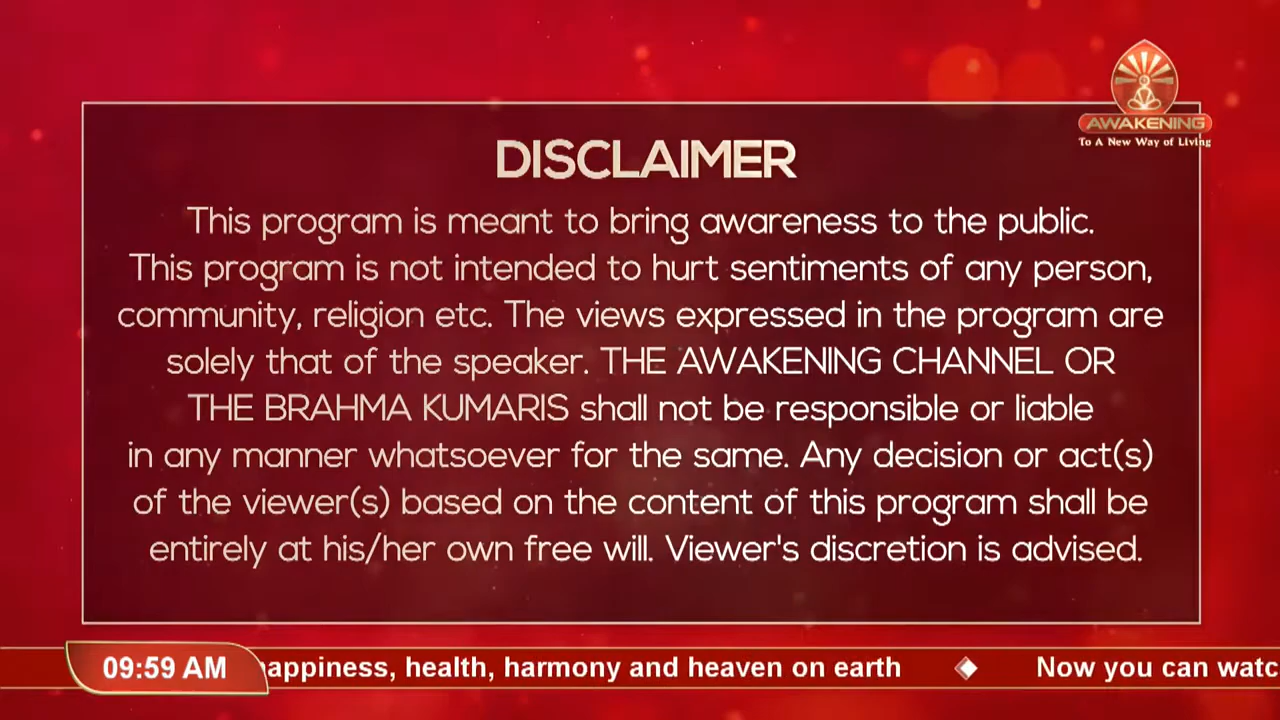 AWAKENING
To A New Way of Living
DISCLAIMER
This program is meant to bring awareness to the public.
This program is not intended to hurt sentiments of any person,
community, religion etc. The views expressed in the program are
solely that of the speaker. THE AWAKENING CHANNEL OR
THE BRAHMA KUMARIS shall not be responsible or liable
in any manner whatsoever for the same. Any decision or act(s)
of the viewer(s) based on the content of this program shall be
entirely at his/her own free will. Viewer's discretion is advised.
09:59 AM
appiness, health, harmony and heaven on earth
Now you can watc